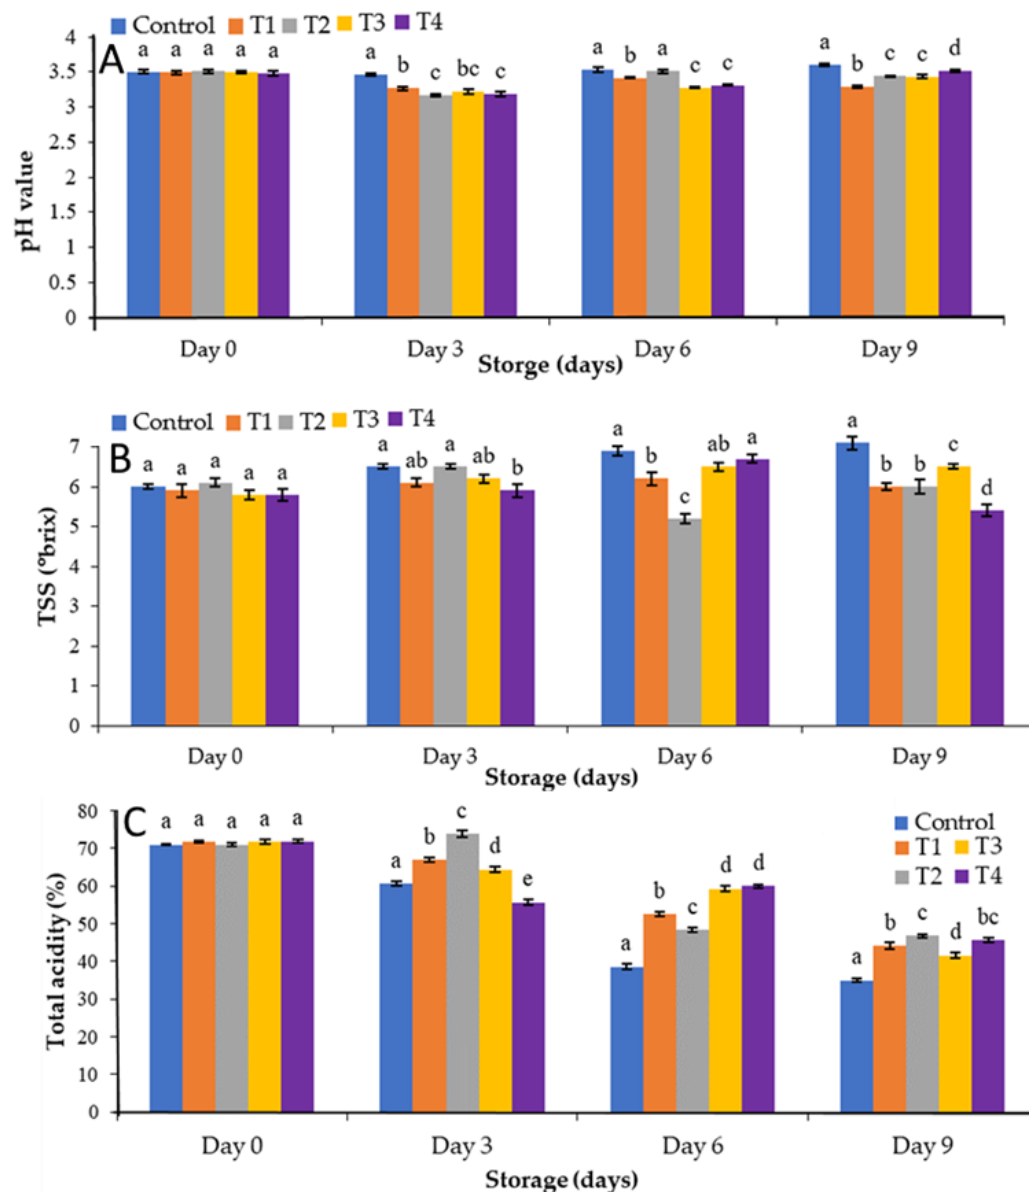 Control T1 T2 T3 T4
A
4
3.5
3
2.5
2
1.5
1
0.5
0
pH value
a a a a a
a b c bc c
a b a c c
a b c c d
Day 0 Day 3 Day 6 Day 9
Storge (days)
Control T1 T2 T3 T4
B
7
6
5
4
3
2
1
0
TSS (°brix)
a a a a a
a ab a ab b
a b c ab a
a b b c d
Day 0 Day 3 Day 6 Day 9
Storage (days)
C
80
70
60
50
40
30
20
10
0
Total acidity (%)
Control
T1 T3
T2 T4
a a a a a
a b c d e
a b c d d
a b c d bc
Day 0 Day 3 Day 6 Day 9
Storage (days)